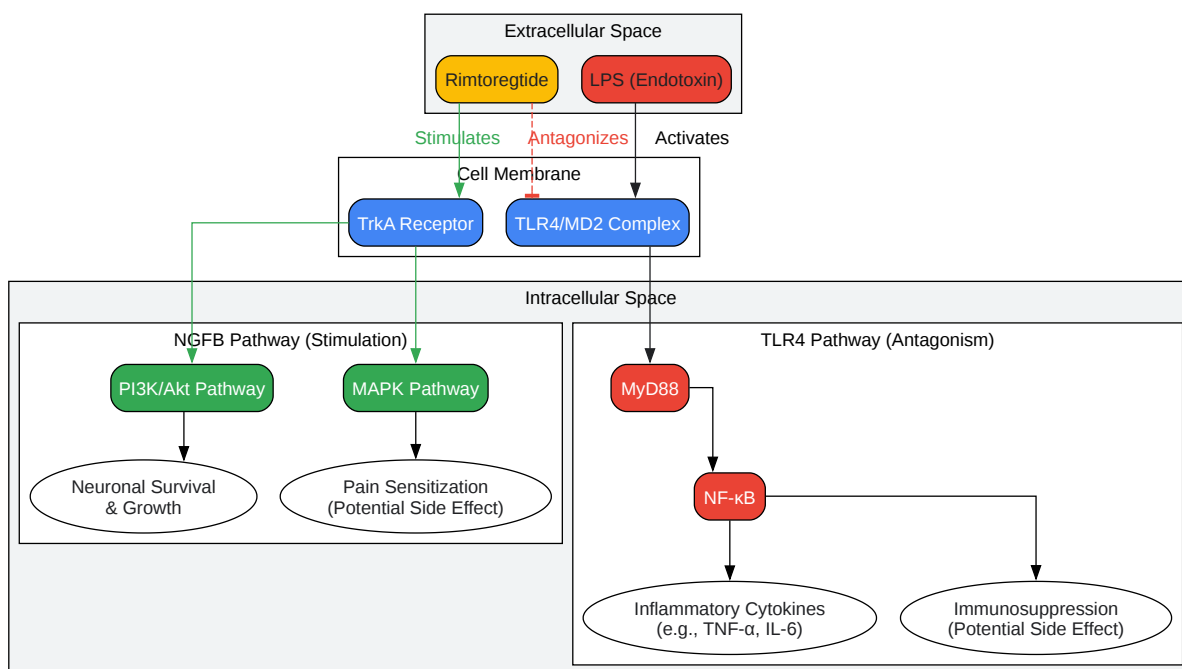 Extracellular Space
Rimtoregtide
LPS (Endotoxin)
Stimulates
Antagonizes
Activates
Cell Membrane
TrkA Receptor
TLR4/MD2 Complex
Intracellular Space
NGFB Pathway (Stimulation)
TLR4 Pathway (Antagonism)
PI3K/Akt Pathway
MAPK Pathway
MyD88
Neuronal Survival
& Growth
Pain Sensitization
(Potential Side Effect)
NF-κB
Inflammatory Cytokines
(e.g., TNF-α, IL-6)
Immunosuppression
(Potential Side Effect)